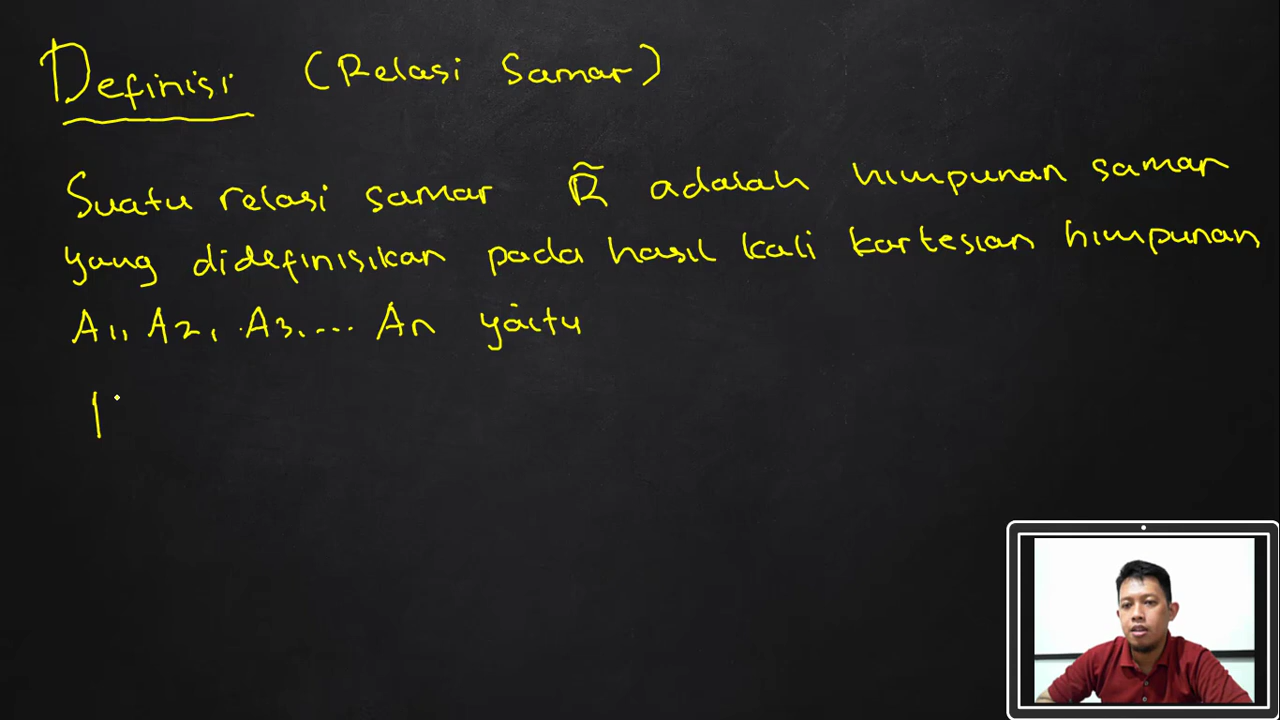 Definisi (Relasi Samar)
Suatu relasi samar R̃ adalah himpunan samar
yang didefinisikan pada hasil kali kartesian himpunan
A1, A2, A3, ... An yaitu